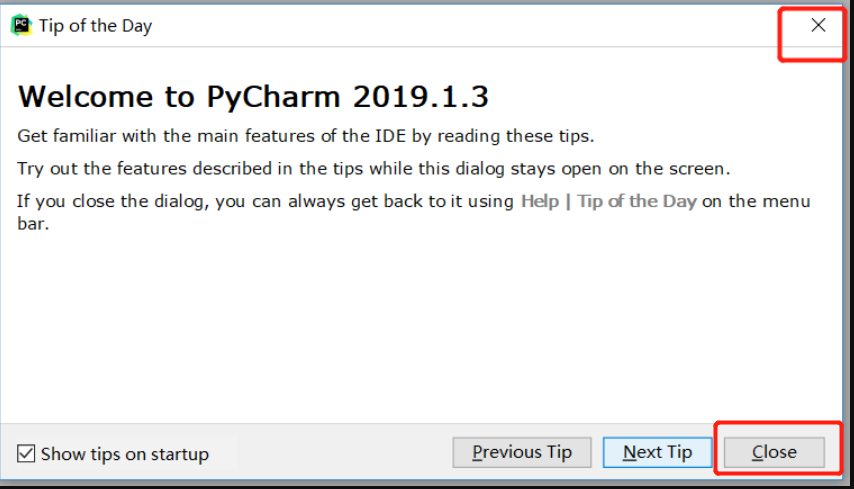 Tip of the Day
Welcome to PyCharm 2019.1.3
Get familiar with the main features of the IDE by reading these tips.
Try out the features described in the tips while this dialog stays open on the screen.
If you close the dialog, you can always get back to it using Help | Tip of the Day on the menu
bar.
Show tips on startup
Previous Tip
Next Tip
Close